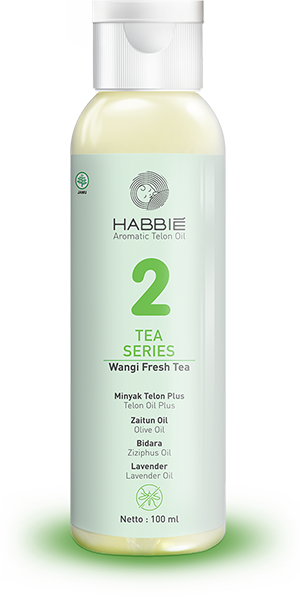 JAMU
HABBIE
Aromatic Telon Oil
2
TEA
SERIES
Wangi Fresh Tea
Minyak Telon Plus
Telon Oil Plus
Zaitun Oil
Olive Oil
Bidara
Ziziphus Oil
Lavender
Lavender Oil
Netto : 100 ml